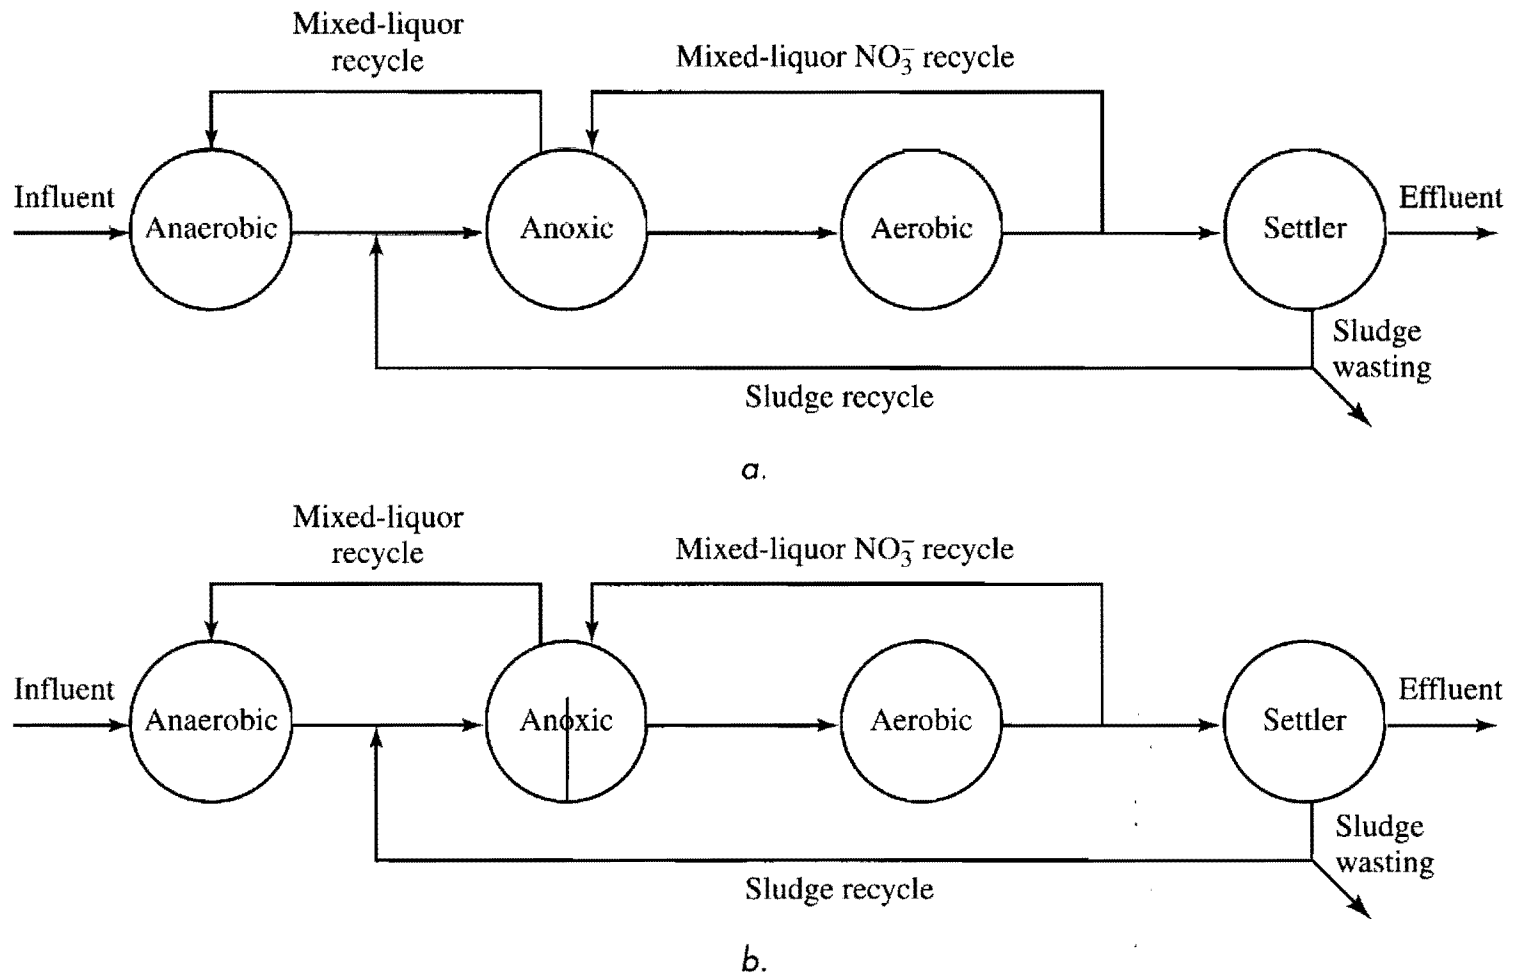 Mixed-liquor
recycle
Mixed-liquor NO₃⁻ recycle
Influent
Anaerobic
Anoxic
Aerobic
Settler
Effluent
Sludge
wasting
Sludge recycle
a.
Mixed-liquor
recycle
Mixed-liquor NO₃⁻ recycle
Influent
Anaerobic
Anoxic
Aerobic
Settler
Effluent
Sludge
wasting
Sludge recycle
b.